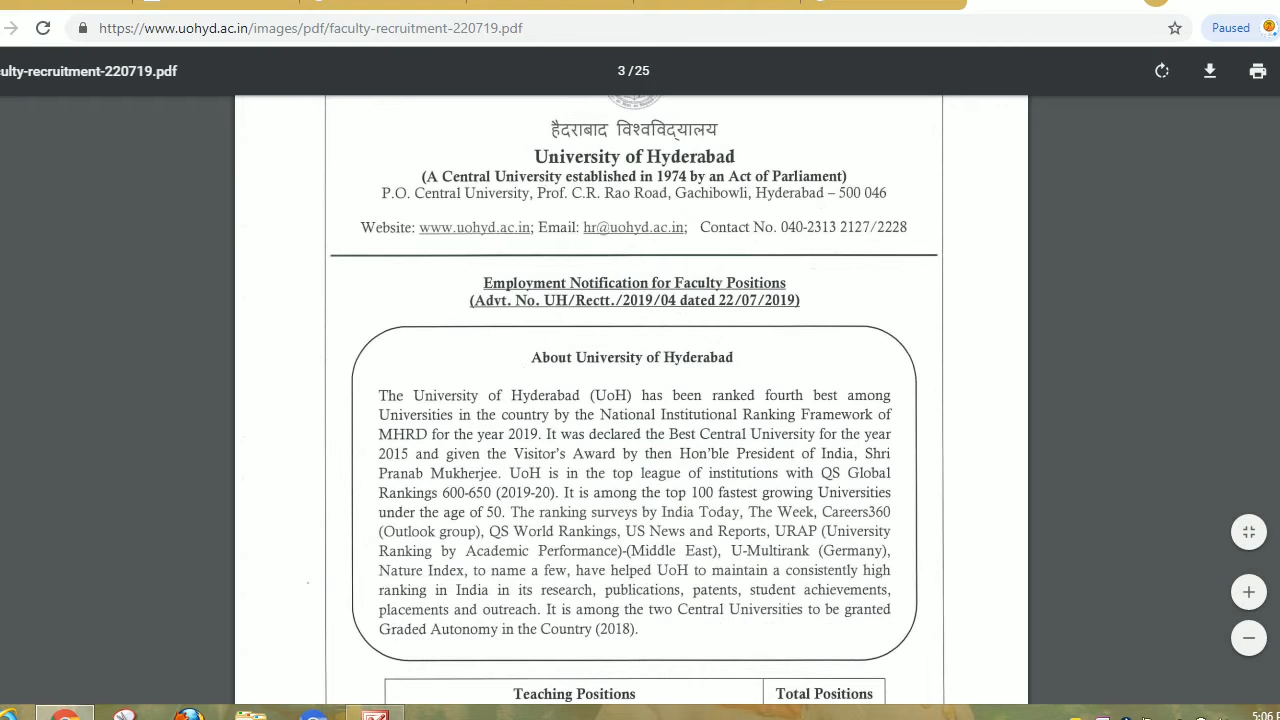 https://www.uohyd.ac.in/images/pdf/faculty-recruitment-220719.pdf
Paused
ulty-recruitment-220719.pdf
3 / 25
हैदराबाद विश्वविद्यालय
University of Hyderabad
(A Central University established in 1974 by an Act of Parliament)
P.O. Central University, Prof. C.R. Rao Road, Gachibowli, Hyderabad – 500 046
Website: www.uohyd.ac.in; Email: hr@uohyd.ac.in; Contact No. 040-2313 2127/2228
Employment Notification for Faculty Positions
(Advt. No. UH/Rectt./2019/04 dated 22/07/2019)
About University of Hyderabad
The University of Hyderabad (UoH) has been ranked fourth best among
Universities in the country by the National Institutional Ranking Framework of
MHRD for the year 2019. It was declared the Best Central University for the year
2015 and given the Visitor's Award by then Hon'ble President of India, Shri
Pranab Mukherjee. UoH is in the top league of institutions with QS Global
Rankings 600-650 (2019-20). It is among the top 100 fastest growing Universities
under the age of 50. The ranking surveys by India Today, The Week, Careers360
(Outlook group), QS World Rankings, US News and Reports, URAP (University
Ranking by Academic Performance)-(Middle East), U-Multirank (Germany),
Nature Index, to name a few, have helped UoH to maintain a consistently high
ranking in India in its research, publications, patents, student achievements,
placements and outreach. It is among the two Central Universities to be granted
Graded Autonomy in the Country (2018).
Teaching Positions Total Positions
5:06 P